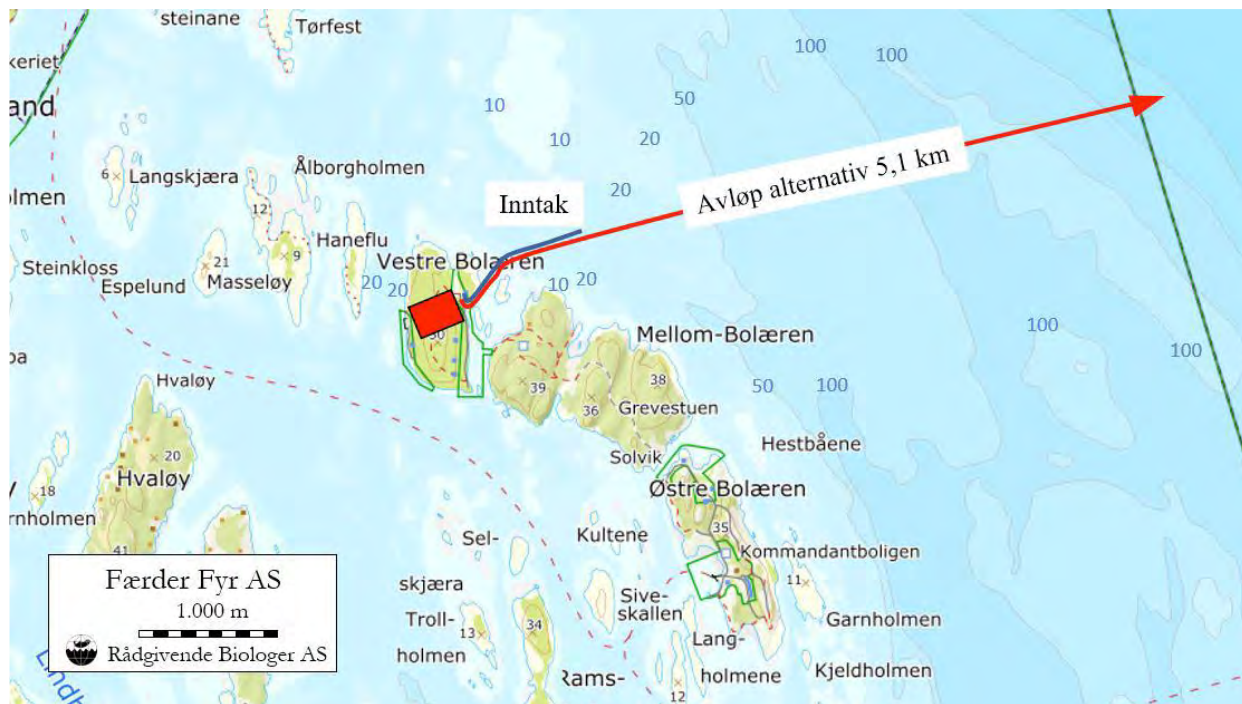 steinane
Tørfest
keriet
and
100
100
50
10
10
20
20
Avløp alternativ 5,1 km
Inntak
Ålborgholmen
6
Langskjæra
olmen
12
Haneflu
9
21
Masseløy
Steinkloss
Espelund
Vestre Bolæren
20
20
10
20
30
Mellom-Bolæren
100
100
50
100
39
38
36
Grevestuen
Hvaløy
Solvik
Hestbåene
20
Hvaløy
18
rnholmen
41
Østre Bolæren
35
Sel-
skjæra
Kultene
Kommandantboligen
11
Sive-
skallen
Garnholmen
Troll-
holmen
13
34
Lang-
holmene
Kjeldholmen
Rams-
12
Færder Fyr AS
1.000 m
Rådgivende Biologer AS